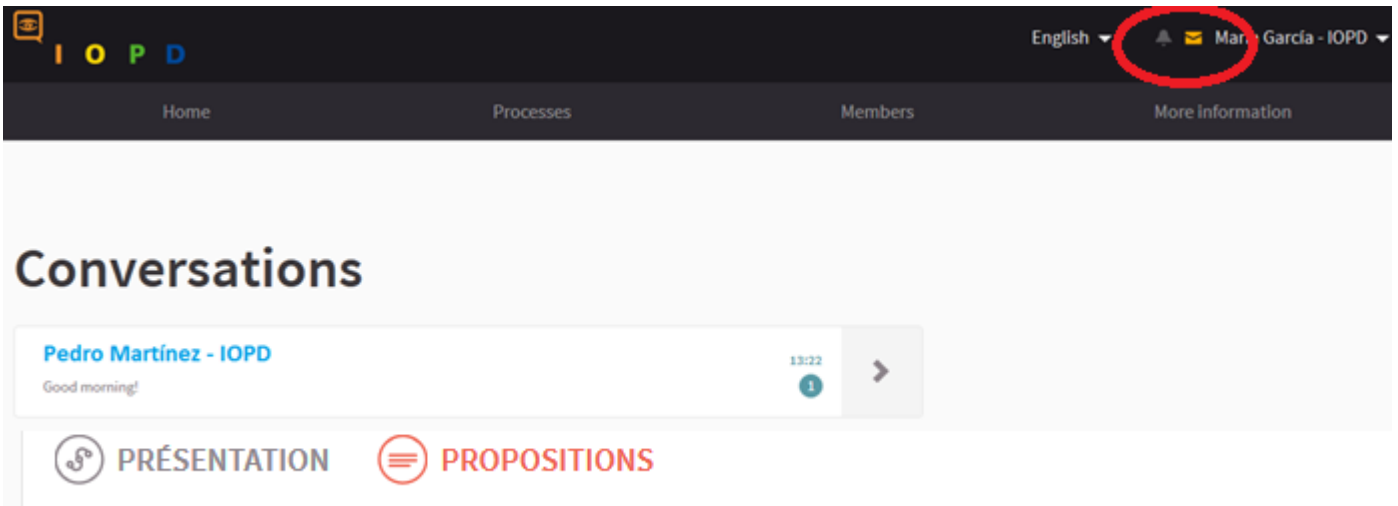 I O P D
English María García - IOPD
Home Processes Members More information
Conversations
Pedro Martínez - IOPD
13:22
Good morning!
1
PRÉSENTATION PROPOSITIONS